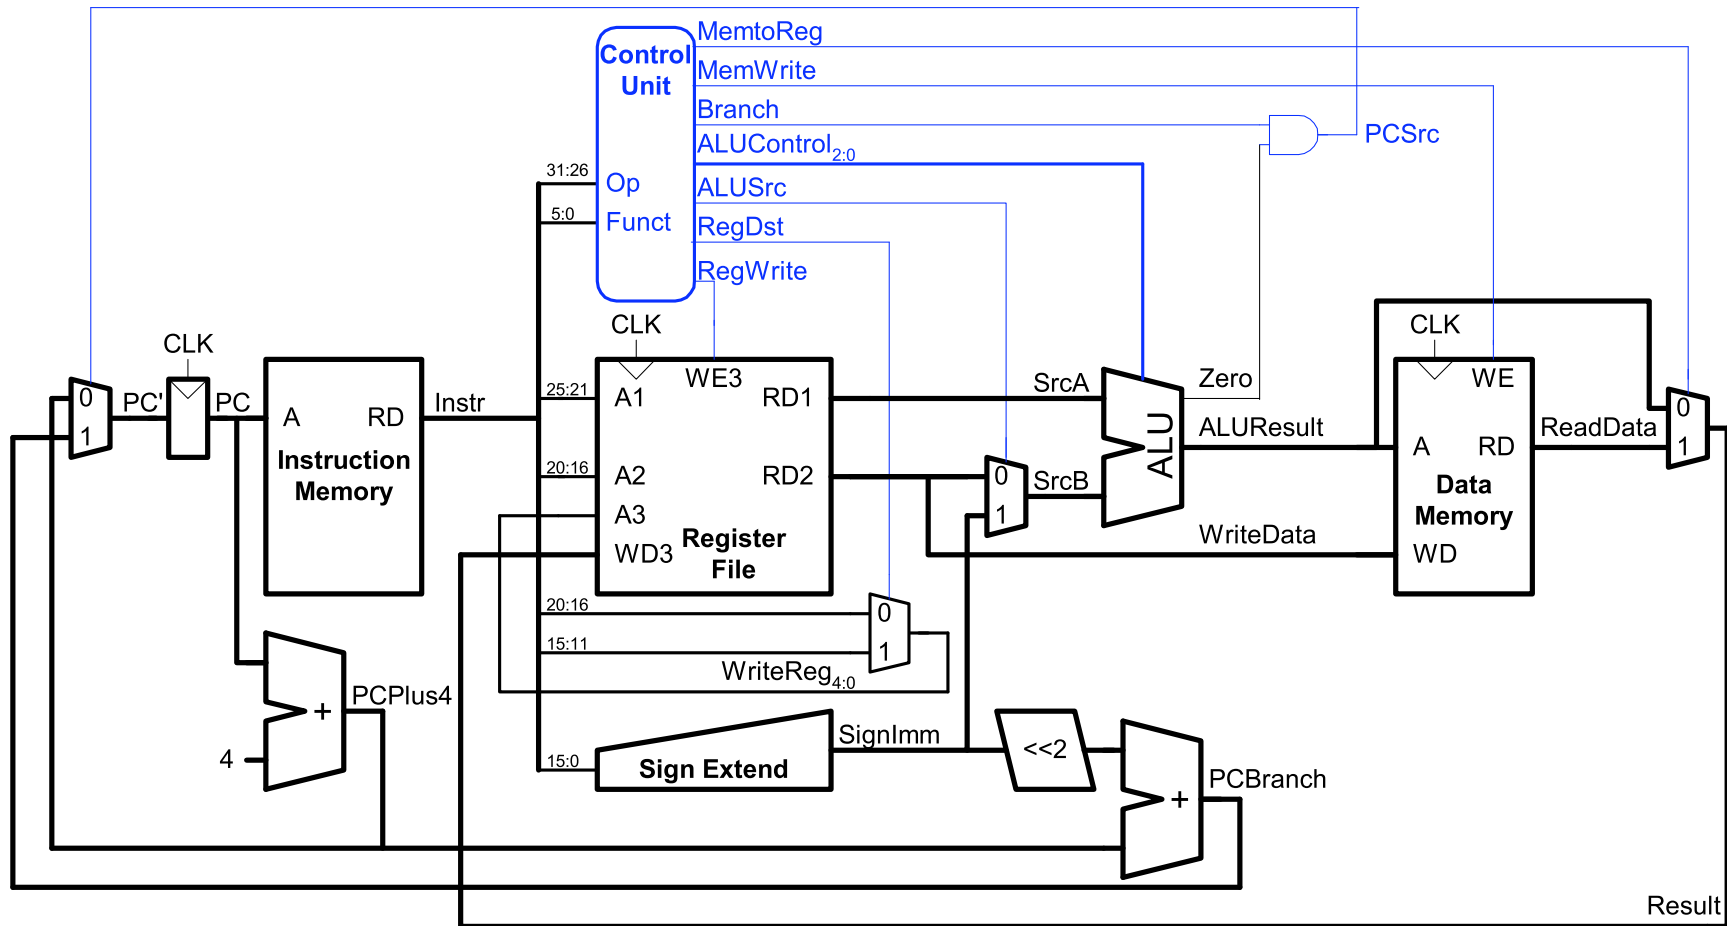 MemtoReg
Control
Unit
MemWrite
Branch
ALUControl2:0
PCSrc
31:26
Op
ALUSrc
5:0
Funct
RegDst
RegWrite
CLK
CLK
CLK
0
1
PC'
PC
A
RD
Instruction
Memory
Instr
25:21
A1
WE3
RD1
20:16
A2
RD2
A3
WD3
Register
File
SrcA
0
1
SrcB
ALU
Zero
ALUResult
WriteData
WE
A
RD
Data
Memory
WD
ReadData
0
1
20:16
0
15:11
1
WriteReg4:0
PCPlus4
+
4
15:0
Sign Extend
SignImm
<<2
+
PCBranch
Result